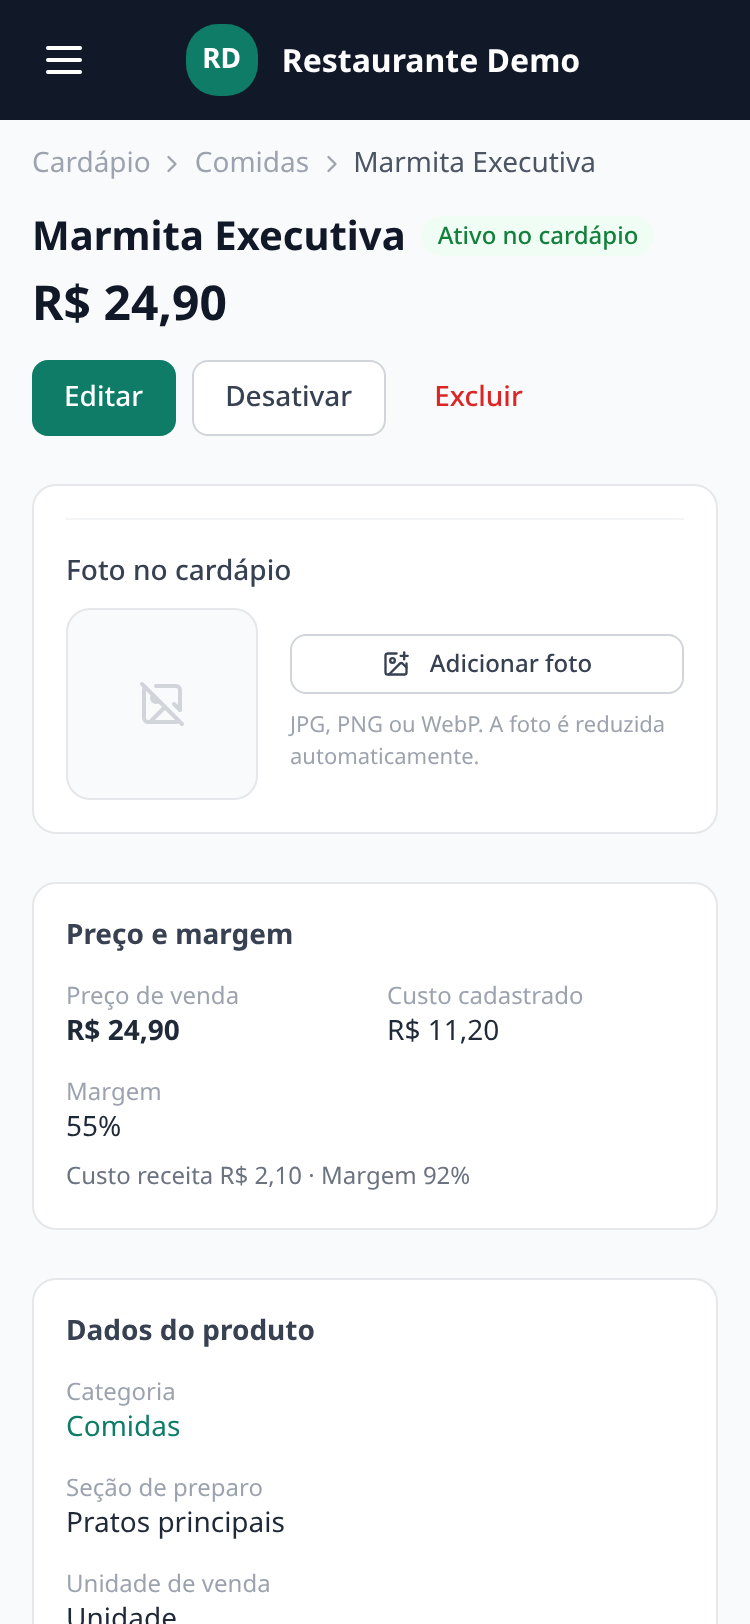 RD
Restaurante Demo
Cardápio > Comidas > Marmita Executiva
Marmita Executiva
Ativo no cardápio
R$ 24,90
Editar
Desativar
Excluir
Foto no cardápio
Adicionar foto
JPG, PNG ou WebP. A foto é reduzida
automaticamente.
Preço e margem
Preço de venda
R$ 24,90
Custo cadastrado
R$ 11,20
Margem
55%
Custo receita R$ 2,10 · Margem 92%
Dados do produto
Categoria
Comidas
Seção de preparo
Pratos principais
Unidade de venda
Unidade